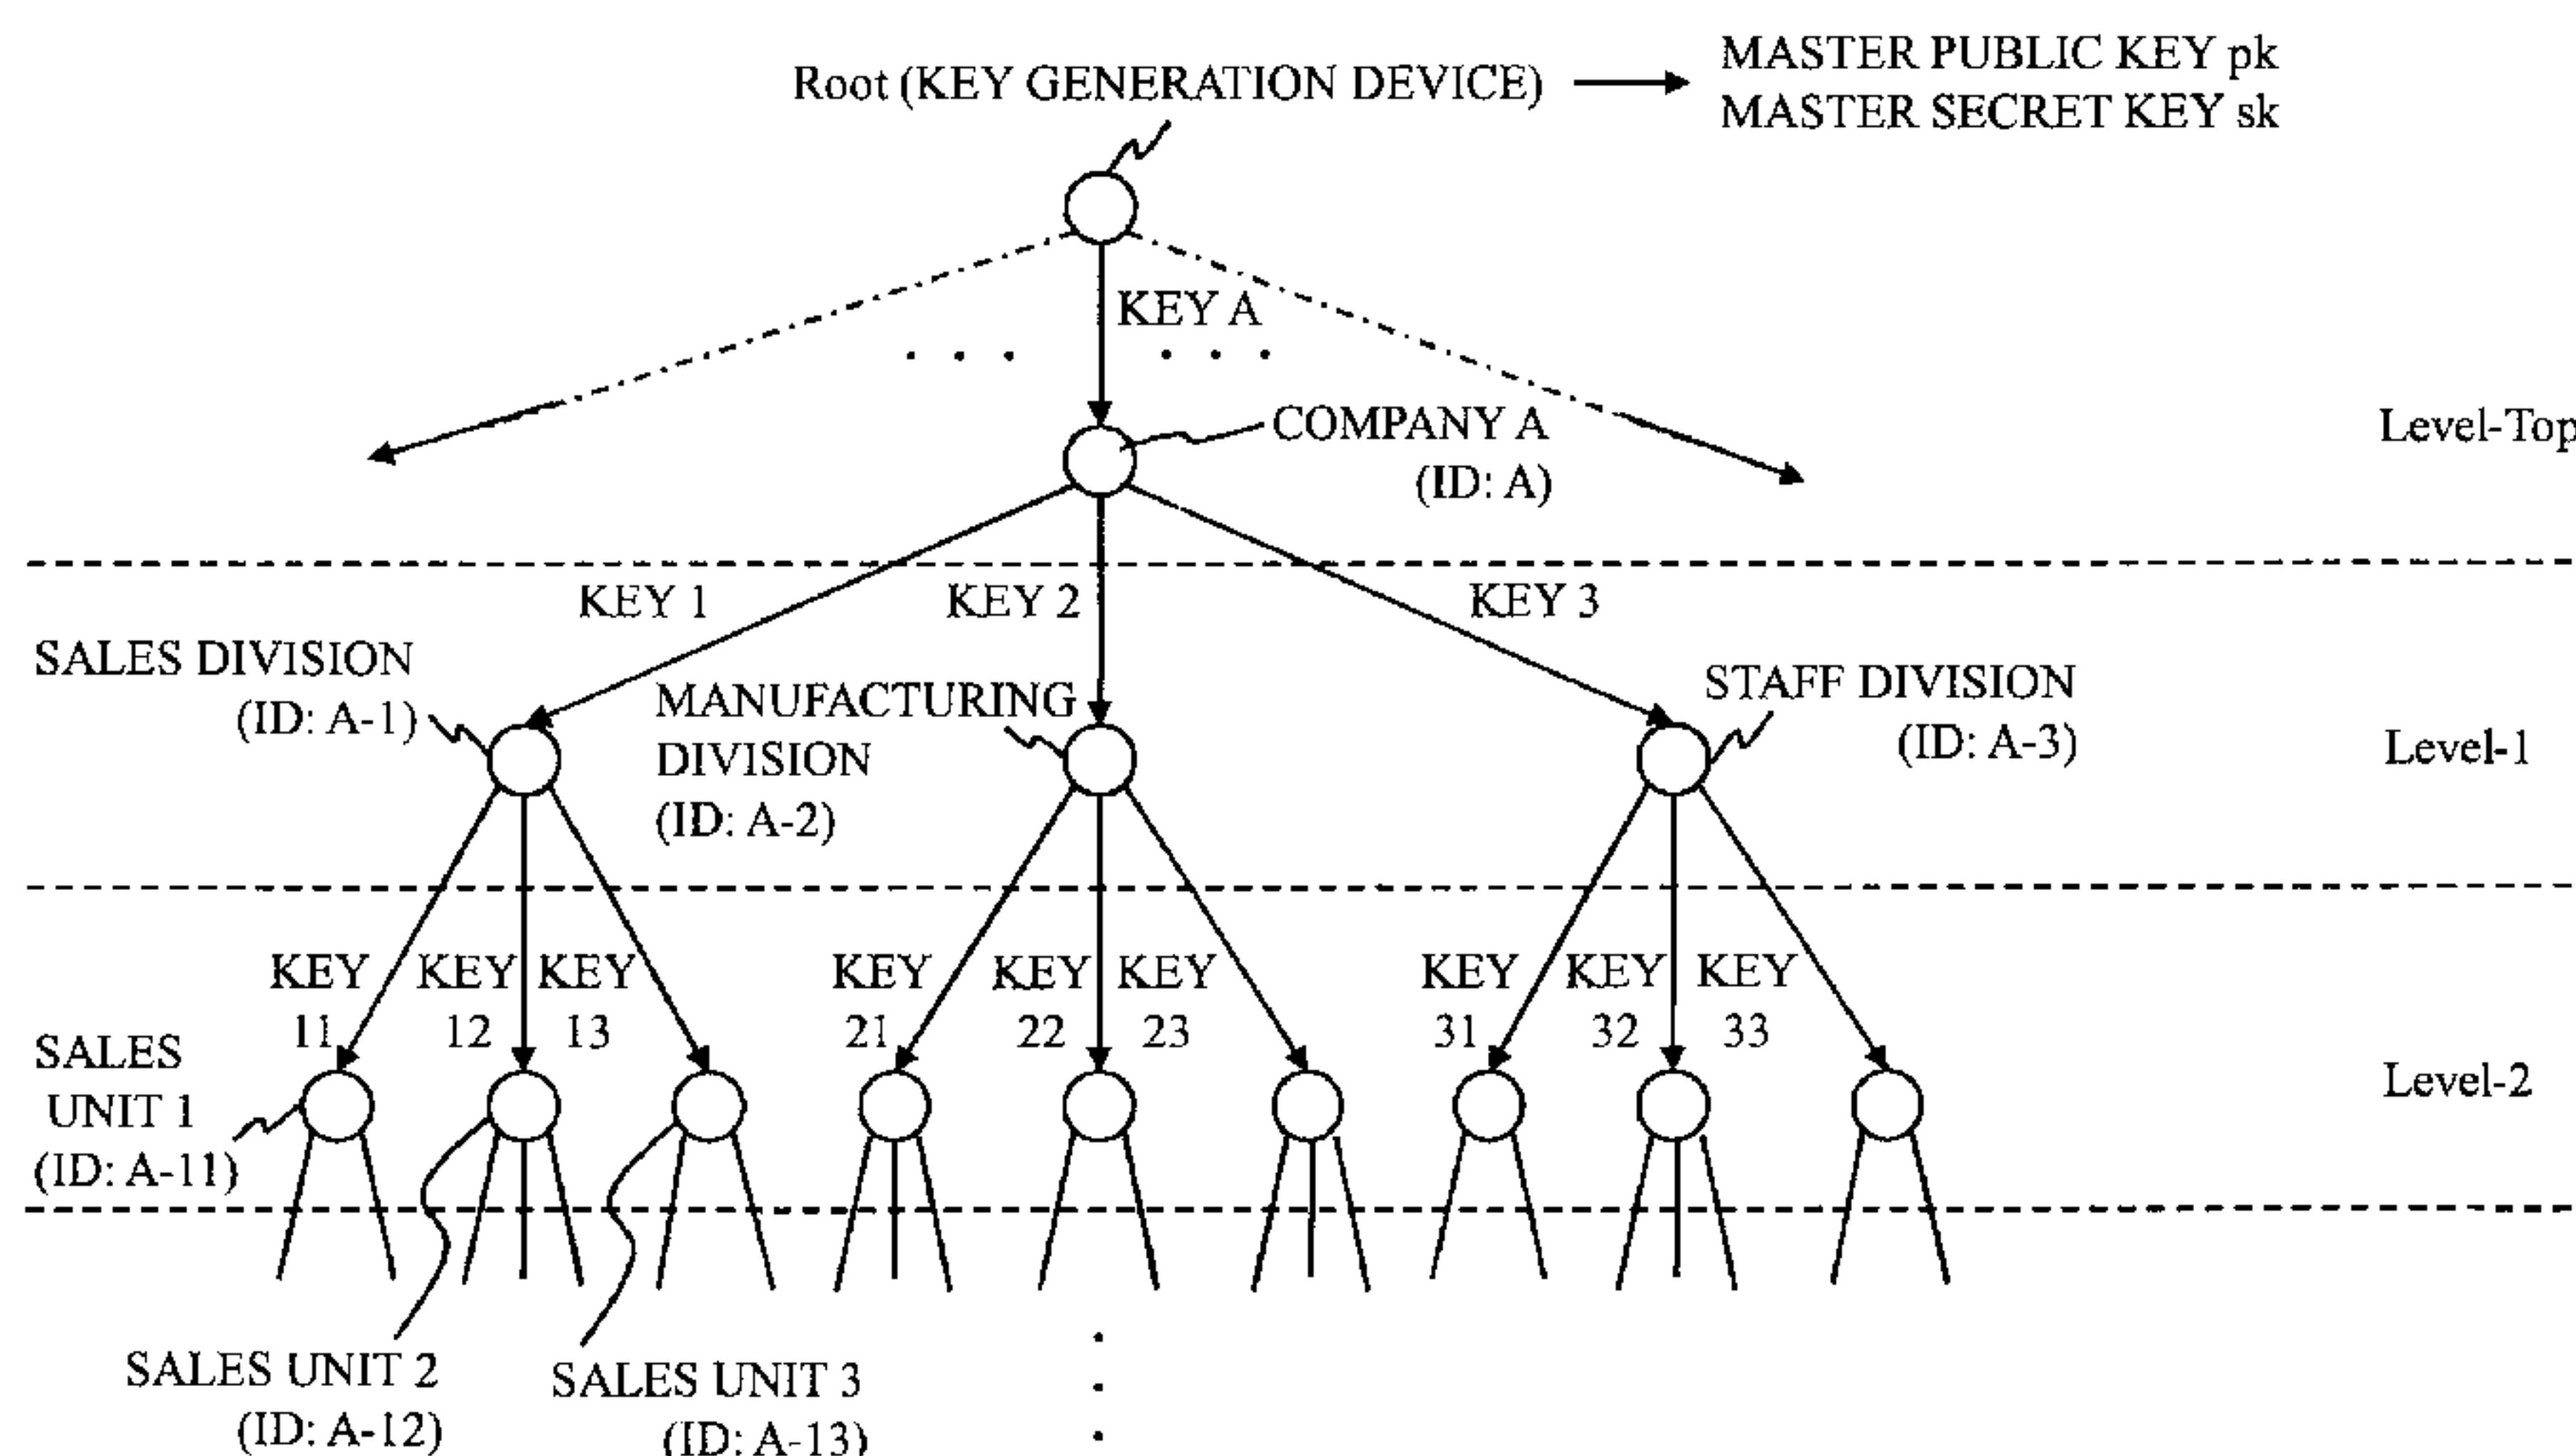 Root (KEY GENERATION DEVICE)
MASTER PUBLIC KEY pk
MASTER SECRET KEY sk
KEY A
. . .
. . .
COMPANY A
(ID: A)
Level-Top
KEY 1
KEY 2
KEY 3
SALES DIVISION
(ID: A-1)
MANUFACTURING
DIVISION
(ID: A-2)
STAFF DIVISION
(ID: A-3)
Level-1
KEY
11
KEY
12
KEY
13
KEY
21
KEY
22
KEY
23
KEY
31
KEY
32
KEY
33
SALES
UNIT 1
(ID: A-11)
Level-2
SALES UNIT 2
(ID: A-12)
SALES UNIT 3
(ID: A-13)